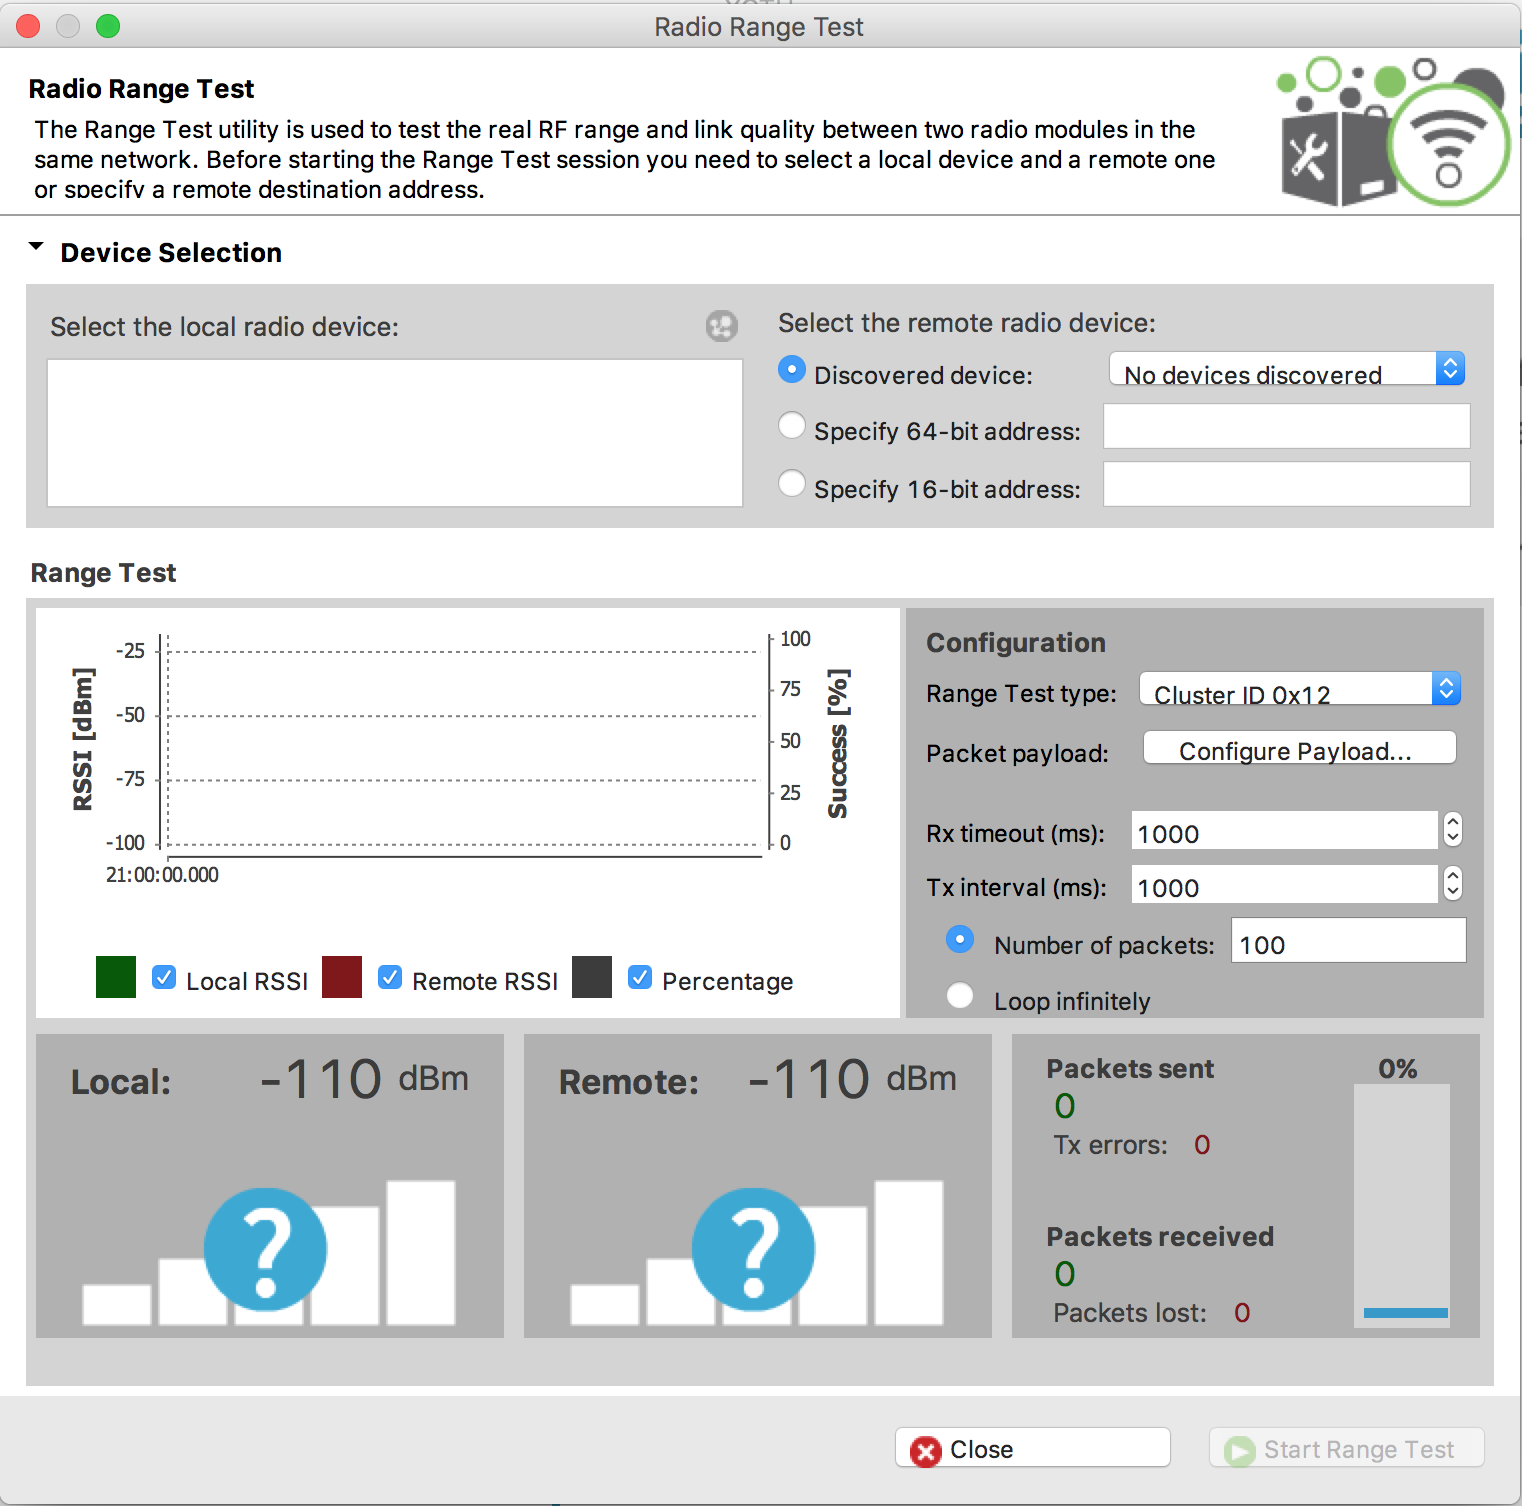 Radio Range Test
Radio Range Test
The Range Test utility is used to test the real RF range and link quality between two radio modules in the
same network. Before starting the Range Test session you need to select a local device and a remote one
or specify a remote destination address.
Device Selection
Select the local radio device:
Select the remote radio device:
Discovered device:
No devices discovered
Specify 64-bit address:
Specify 16-bit address:
Range Test
RSSI [dBm]
-25
-50
-75
-100
100
75
50
25
0
Success [%]
21:00:00.000
Local RSSI
Remote RSSI
Percentage
Configuration
Range Test type:
Cluster ID 0x12
Packet payload:
Configure Payload...
Rx timeout (ms):
1000
Tx interval (ms):
1000
Number of packets:
100
Loop infinitely
Local: -110 dBm
?
Remote: -110 dBm
?
Packets sent
0
Tx errors: 0
Packets received
0
Packets lost: 0
0%
Close
Start Range Test